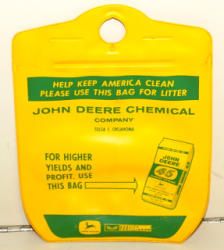 HELP KEEP AMERICA CLEAN
PLEASE USE THIS BAG FOR LITTER
JOHN DEERE CHEMICAL
COMPANY
TULSA 1, OKLAHOMA
FOR HIGHER
YIELDS AND
PROFIT, USE
THIS BAG
JOHN
DEERE
45